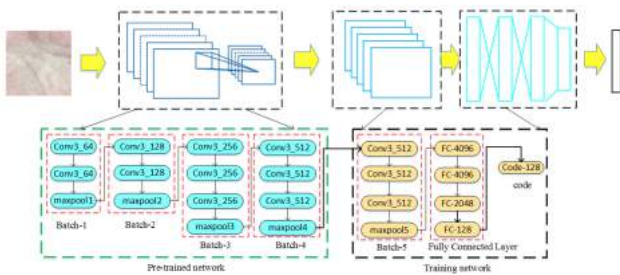 Conv3_64
Conv3_64
maxpool1
Batch-1
Conv3_128
Conv3_128
maxpool2
Batch-2
Conv3_256
Conv3_256
Conv3_256
maxpool3
Batch-3
Conv3_512
Conv3_512
Conv3_512
maxpool4
Batch-4
Pre-trained network
Conv3_512
Conv3_512
Conv3_512
maxpool5
Batch-5
FC-4096
FC-4096
FC-2048
FC-128
Fully Connected Layer
Code-128
code
Training network